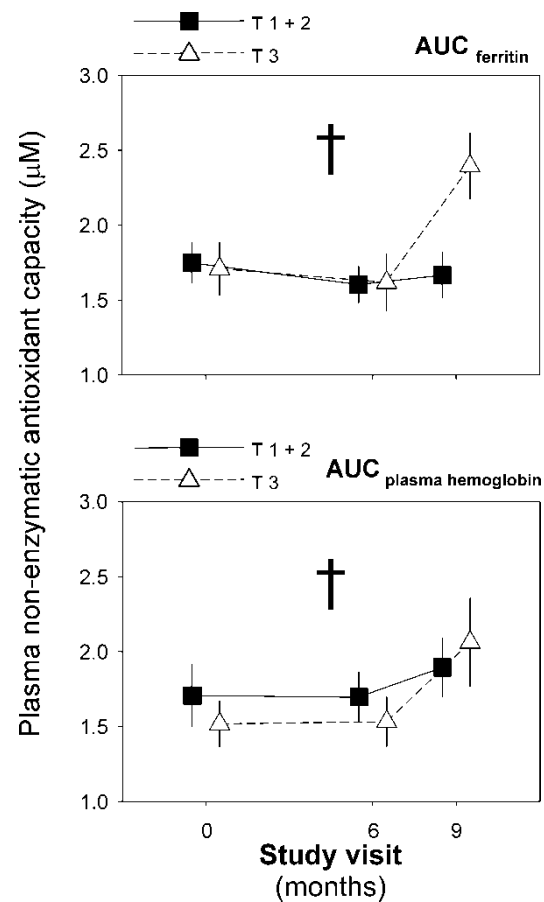 T 1 + 2
T 3
AUC ferritin
3.0
2.5
2.0
1.5
1.0
†
Plasma non-enzymatic antioxidant capacity (µM)
T 1 + 2
T 3
AUC plasma hemoglobin
3.0
2.5
2.0
1.5
1.0
†
0 6 9
Study visit
(months)